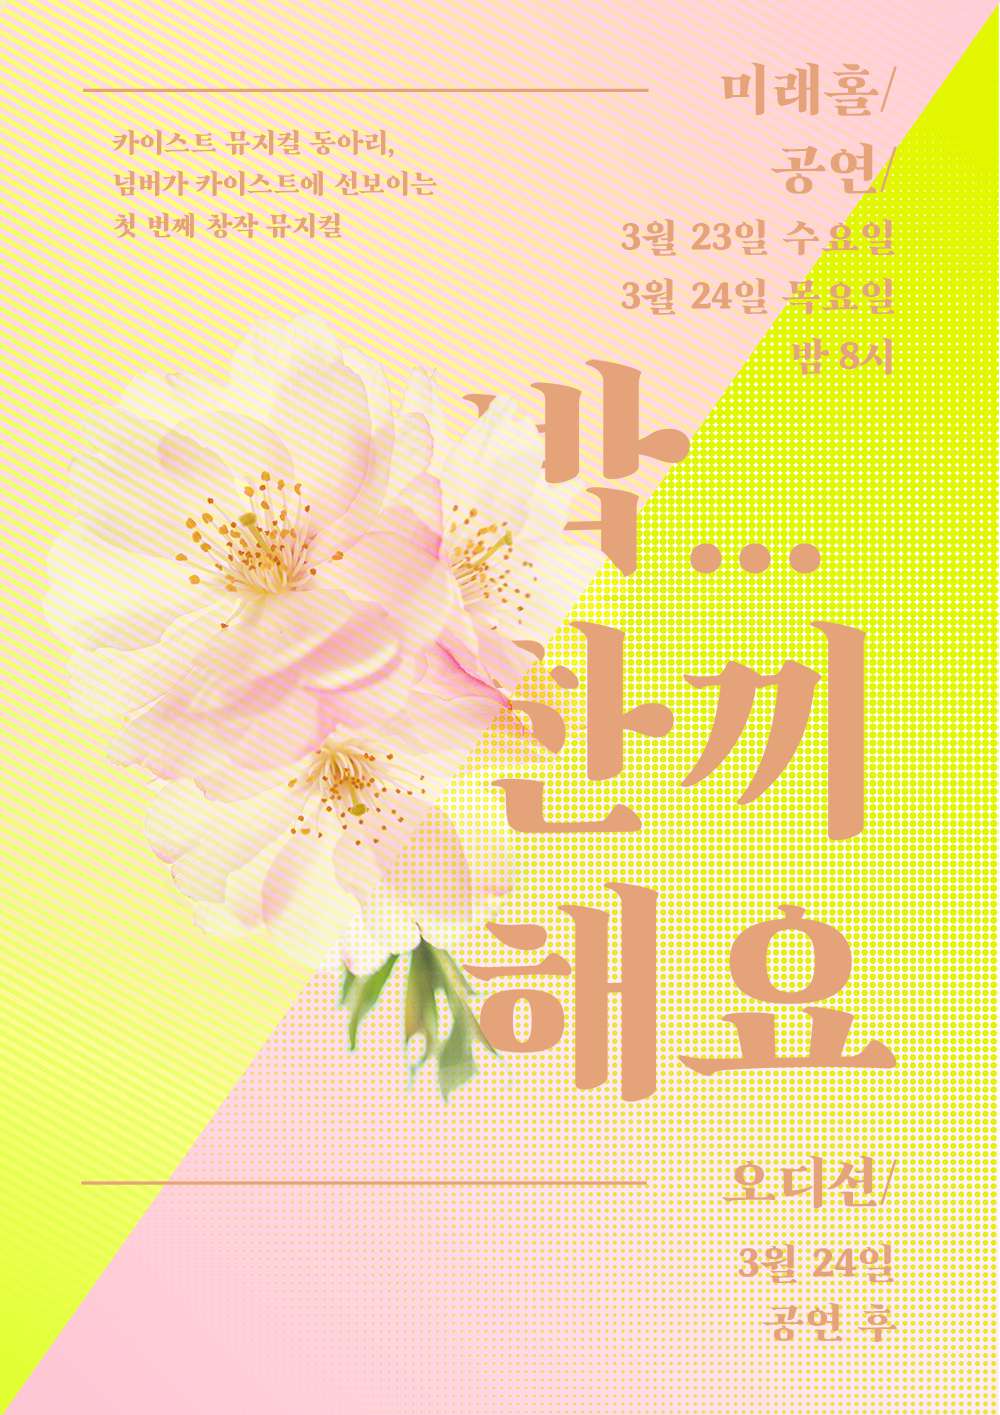 미래홀/
공연/
3월 23일 수요일
3월 24일 목요일
밤 8시
카이스트 뮤지컬 동아리,
넘버가 카이스트에 선보이는
첫 번째 창작 뮤지컬
밥...
한끼
해요
오디션/
3월 24일
공연 후